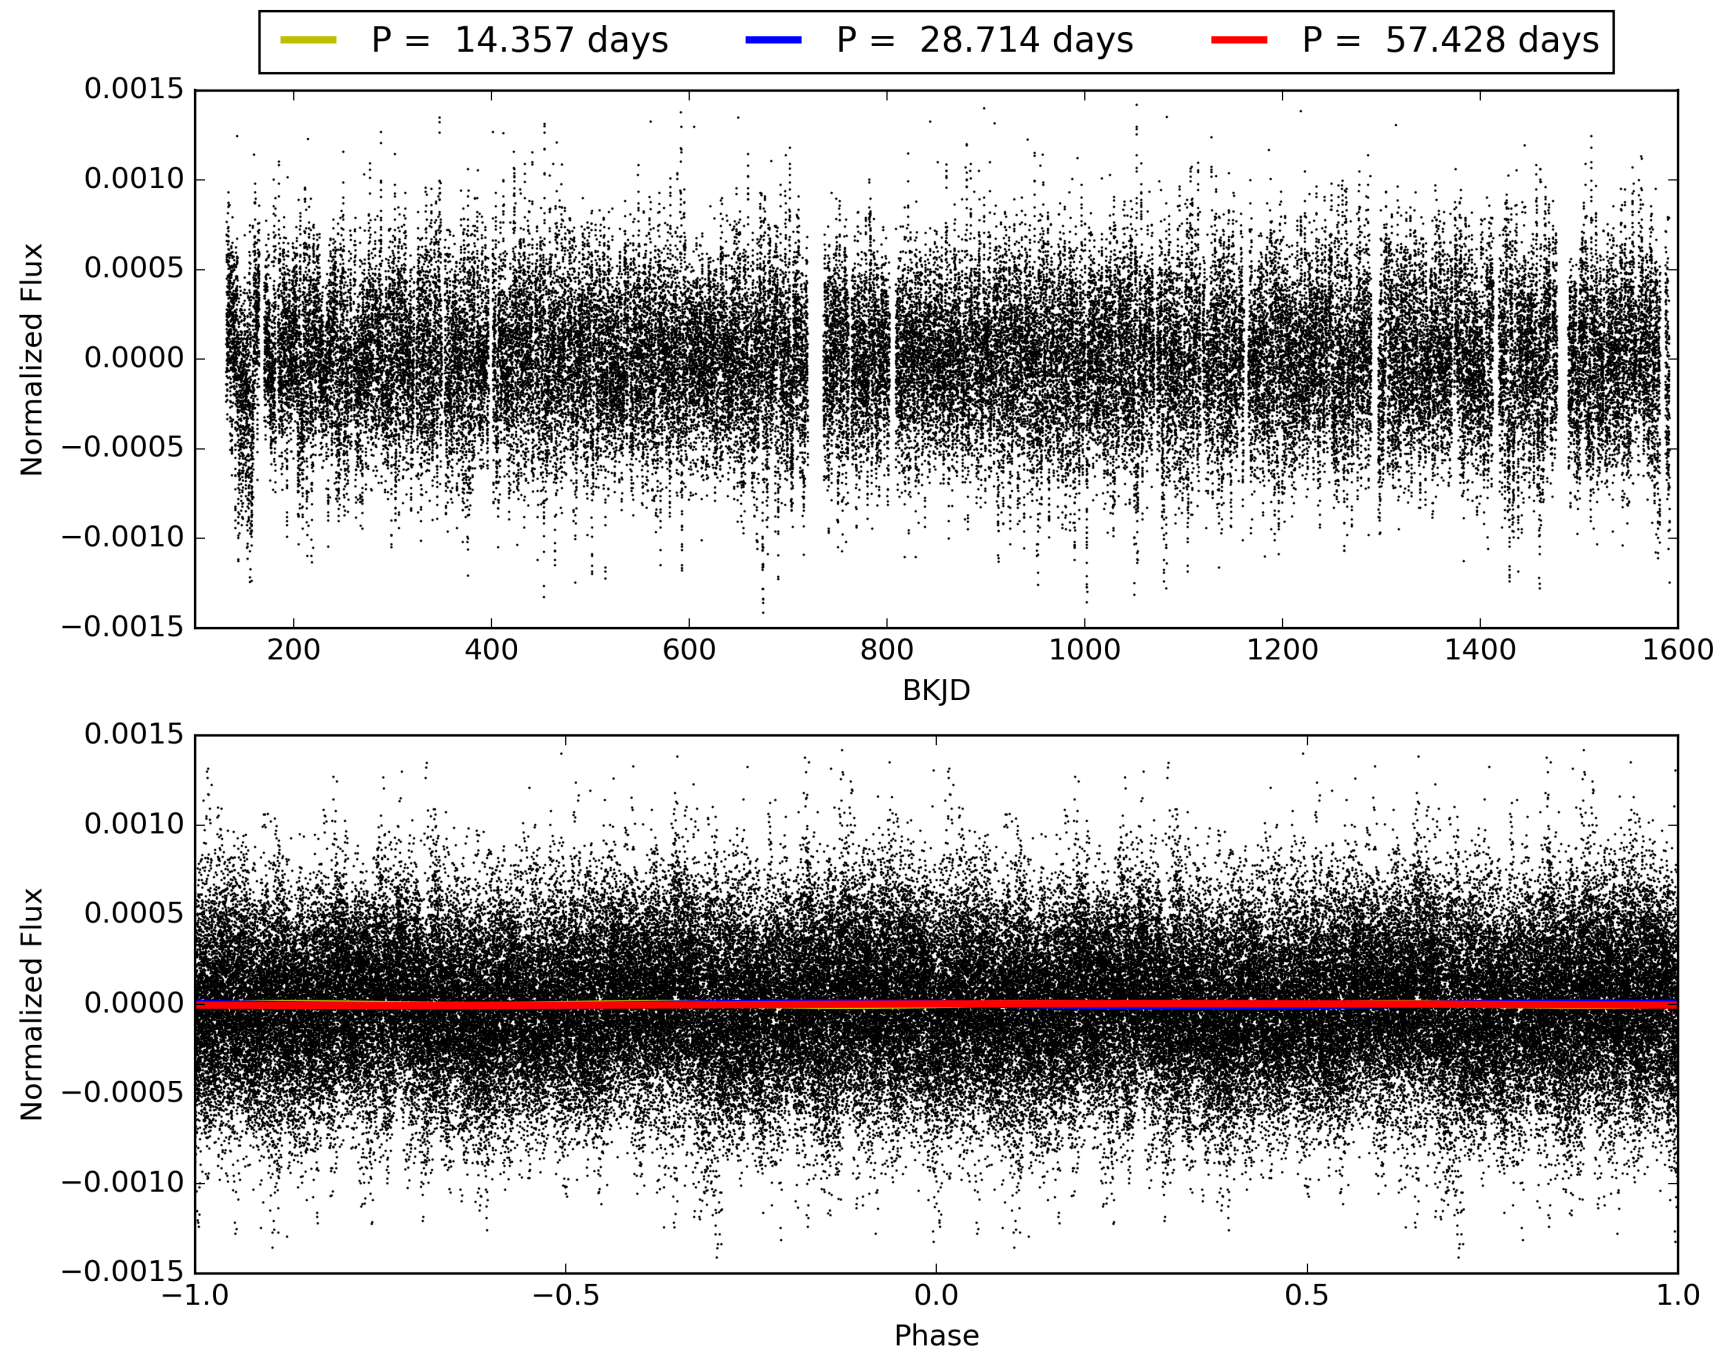 P =  14.357 days P =  28.714 days P =  57.428 days
0.0015
0.0010
0.0005
0.0000
−0.0005
−0.0010
−0.0015
Normalized Flux
200 400 600 800 1000 1200 1400 1600
BKJD
0.0015
0.0010
0.0005
0.0000
−0.0005
−0.0010
−0.0015
Normalized Flux
−1.0 −0.5 0.0 0.5 1.0
Phase